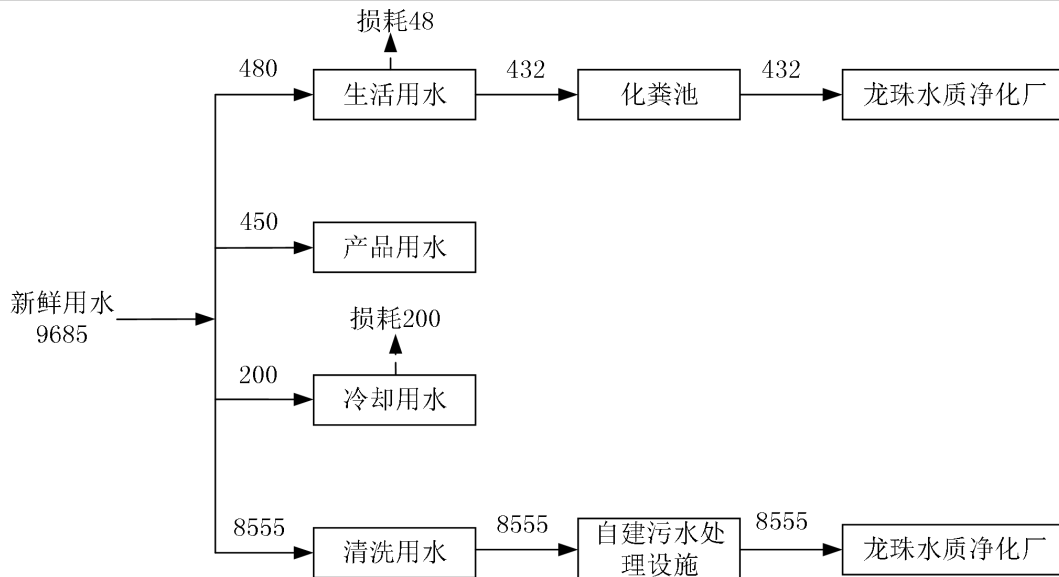 损耗48
480
生活用水
432
化粪池
432
龙珠水质净化厂
450
产品用水
新鲜用水
9685
损耗200
200
冷却用水
8555
清洗用水
8555
自建污水处
理设施
8555
龙珠水质净化厂